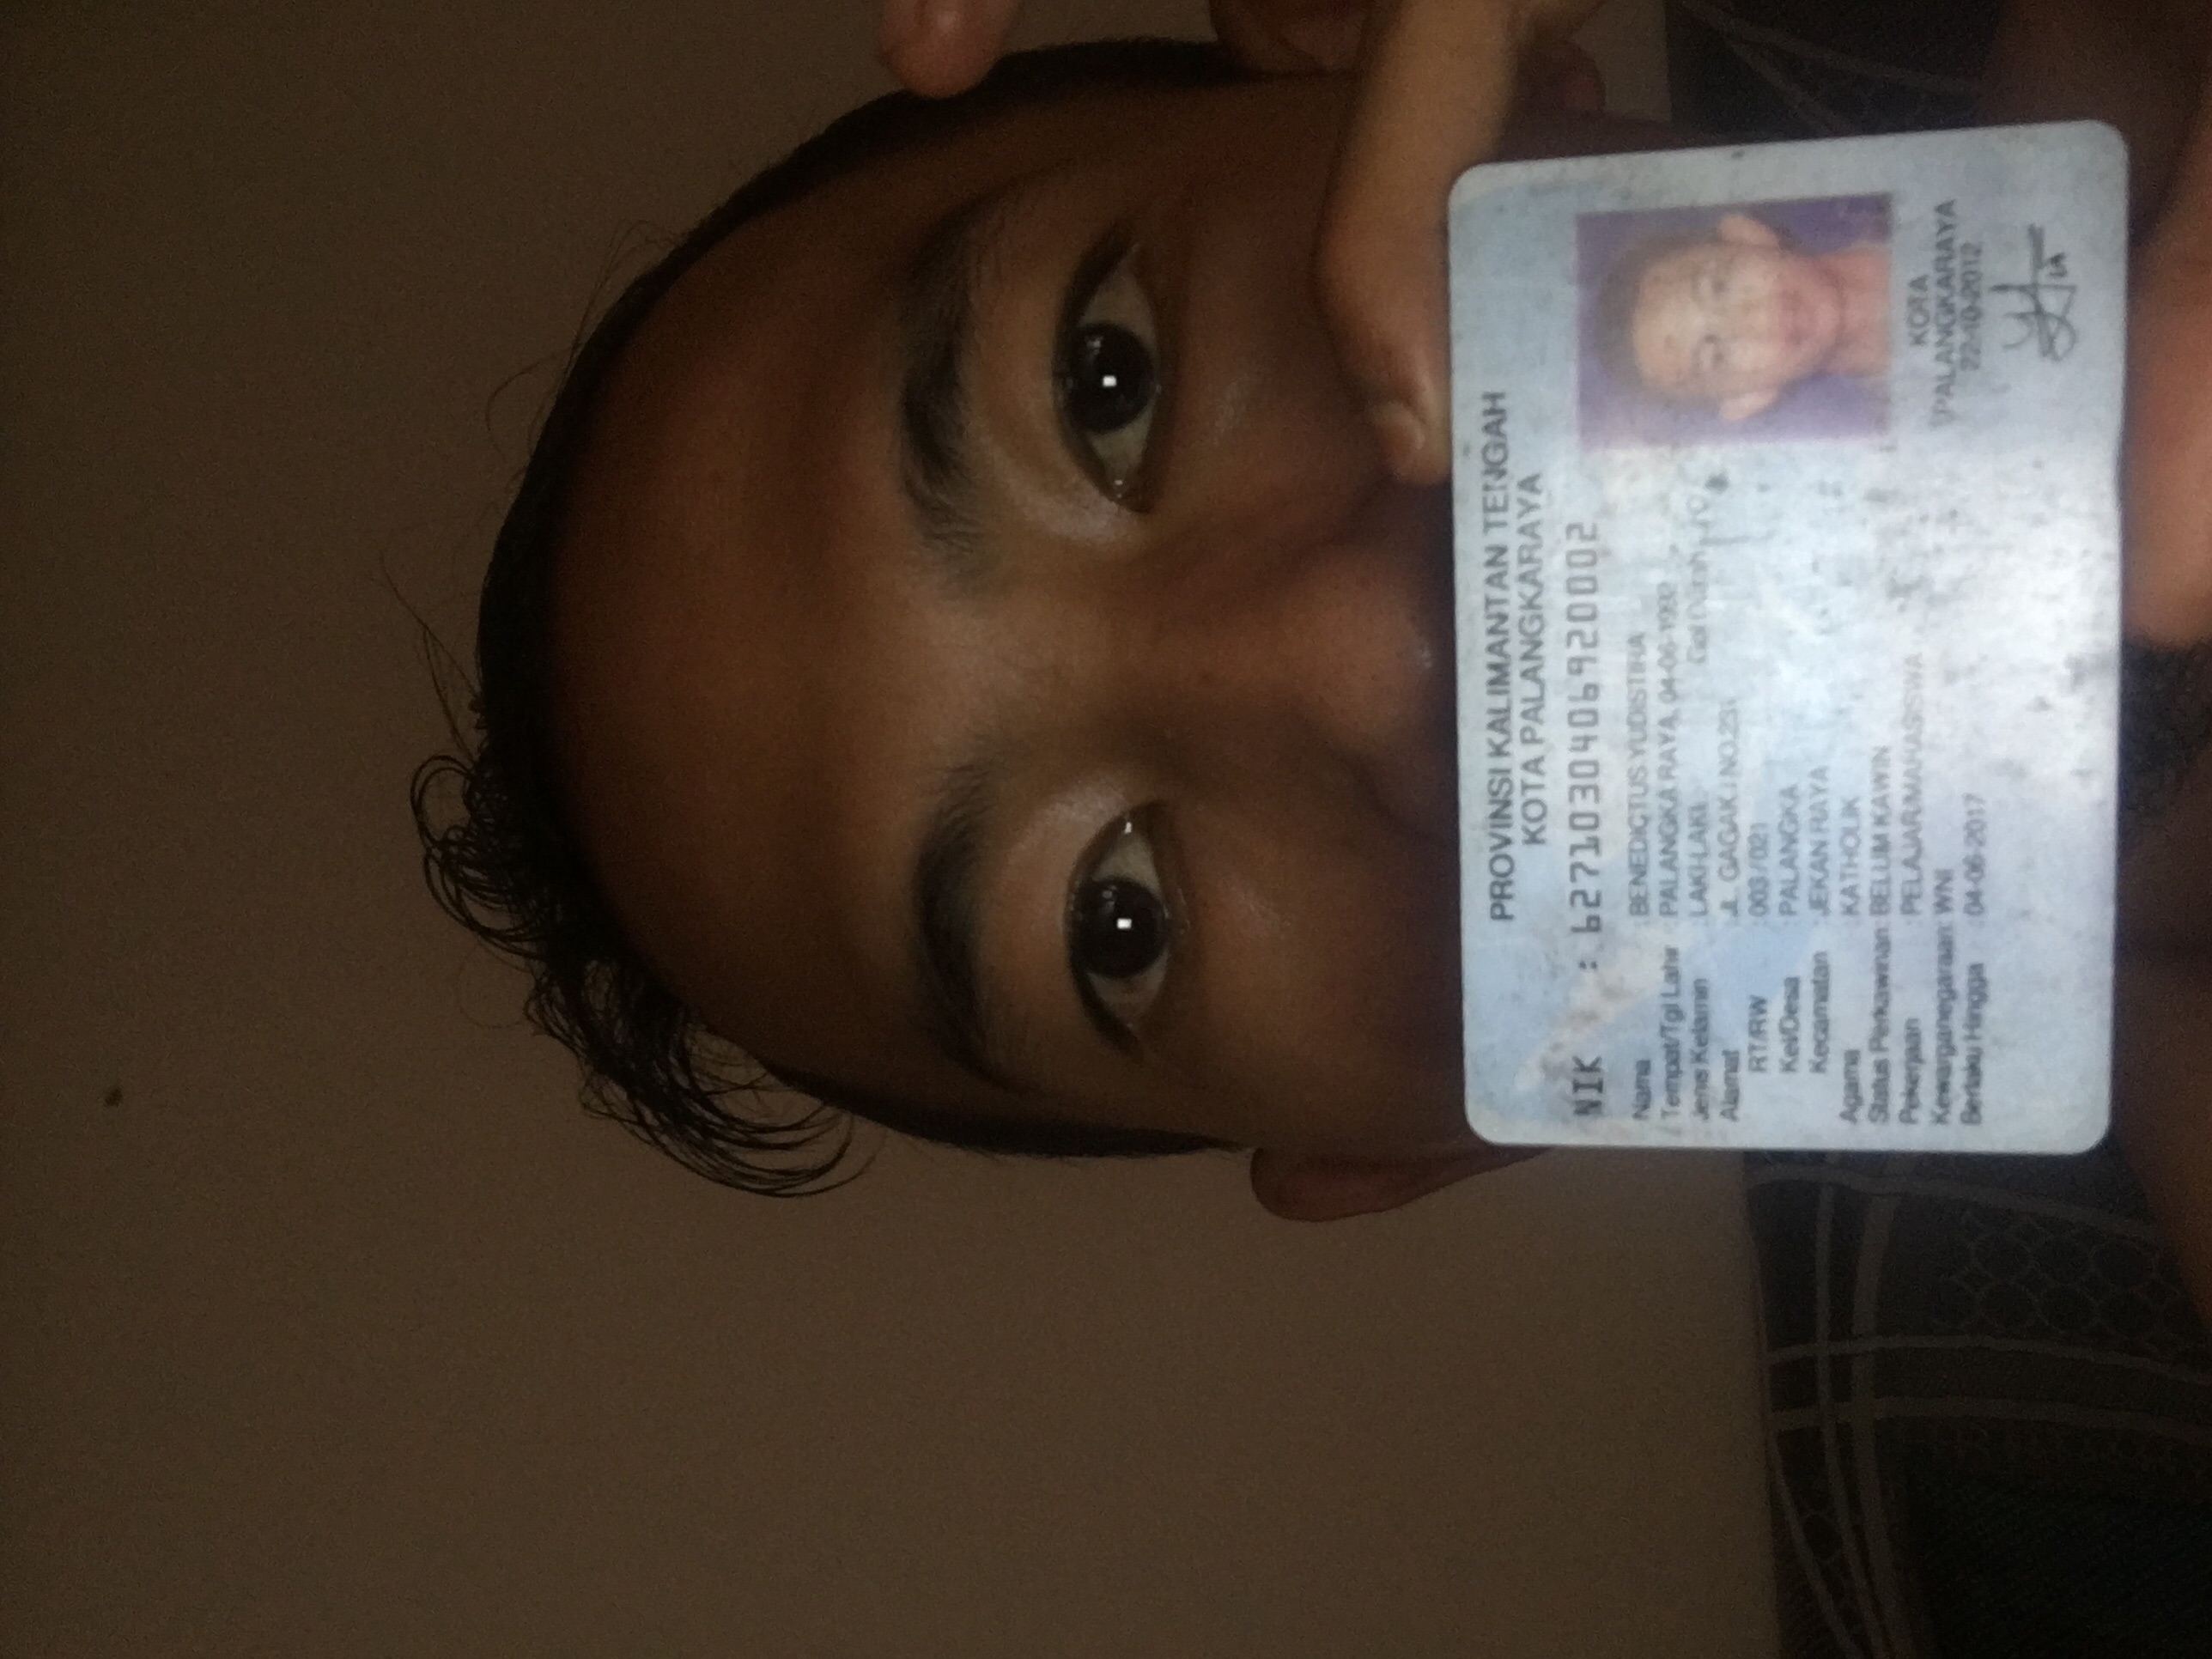 PROVINSI KALIMANTAN TENGAH
KOTA PALANGKARAYA
NIK : 6271030406920002
Nama : BENEDICTUS YUDISTIRA
Tempat/Tgl Lahir : PALANGKA RAYA, 04-06-1992
Jenis Kelamin : LAKI-LAKI Gol Darah :
Alamat : JL. GAGAK
RT/RW : 003 / 021
Kel/Desa : PALANGKA
Kecamatan : JEKAN RAYA
Agama : KATHOLIK
Status Perkawinan: BELUM KAWIN
Pekerjaan : PELAJAR/MAHASISWA
Kewarganegaraan: WNI
Berlaku Hingga : 04-06-2017
KOTA
PALANGKARAYA
22-10-2012